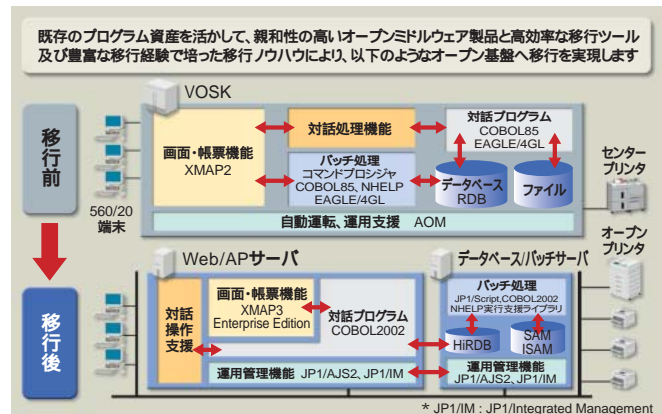 既存のプログラム資産を活かして、親和性の高いオープンミドルウェア製品と高効率な移行ツール
及び豊富な移行経験で培った移行ノウハウにより、以下のようなオープン基盤へ移行を実現します
移行前
VOSK
560/20
端末
画面・帳票機能
XMAP2
対話処理機能
バッチ処理
コマンドプロシジャ
COBOL85、NHELP
EAGLE/4GL
対話プログラム
COBOL85
EAGLE/4GL
データベース
RDB
ファイル
自動運転、運用支援 AOM
センター
プリンタ
移行後
Web/APサーバ
対話
操作
支援
画面・帳票機能
XMAP3
Enterprise Edition
対話プログラム
COBOL2002
運用管理機能 JP1/AJS2、JP1/IM
データベース/バッチサーバ
バッチ処理
JP1/Script,COBOL2002
NHELP実行支援ライブラリ
HiRDB
SAM
ISAM
運用管理機能
JP1/AJS2、JP1/IM
オープン
プリンタ
* JP1/IM : JP1/Integrated Management